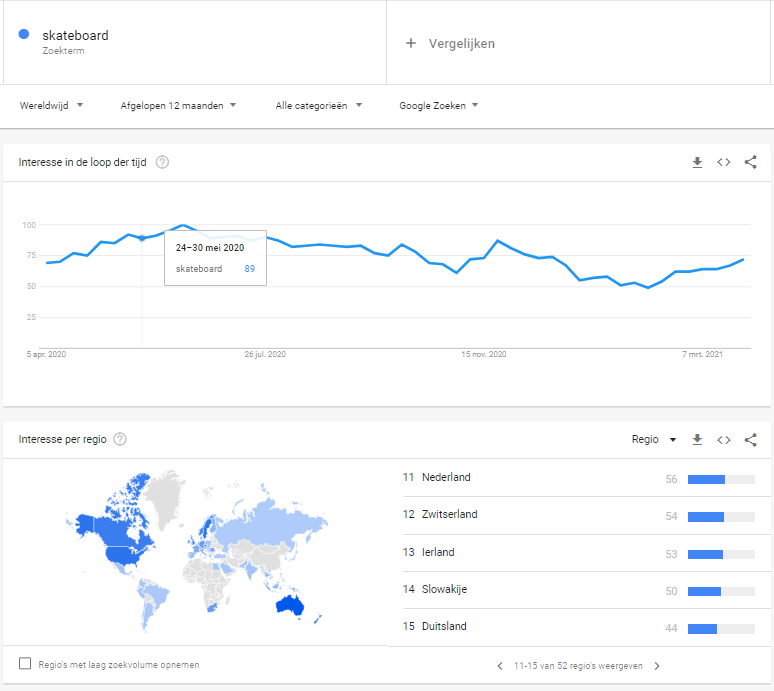 skateboard
Zoekterm
+ Vergelijken
Wereldwijd
Afgelopen 12 maanden
Alle categorieën
Google Zoeken
Interesse in de loop der tijd
100
75
50
25
24–30 mei 2020
skateboard 89
5 apr. 2020
26 jul. 2020
15 nov. 2020
7 mrt. 2021
Interesse per regio
Regio
11 Nederland 56
12 Zwitserland 54
13 Ierland 53
14 Slowakije 50
15 Duitsland 44
Regio's met laag zoekvolume opnemen
11-15 van 52 regio's weergeven